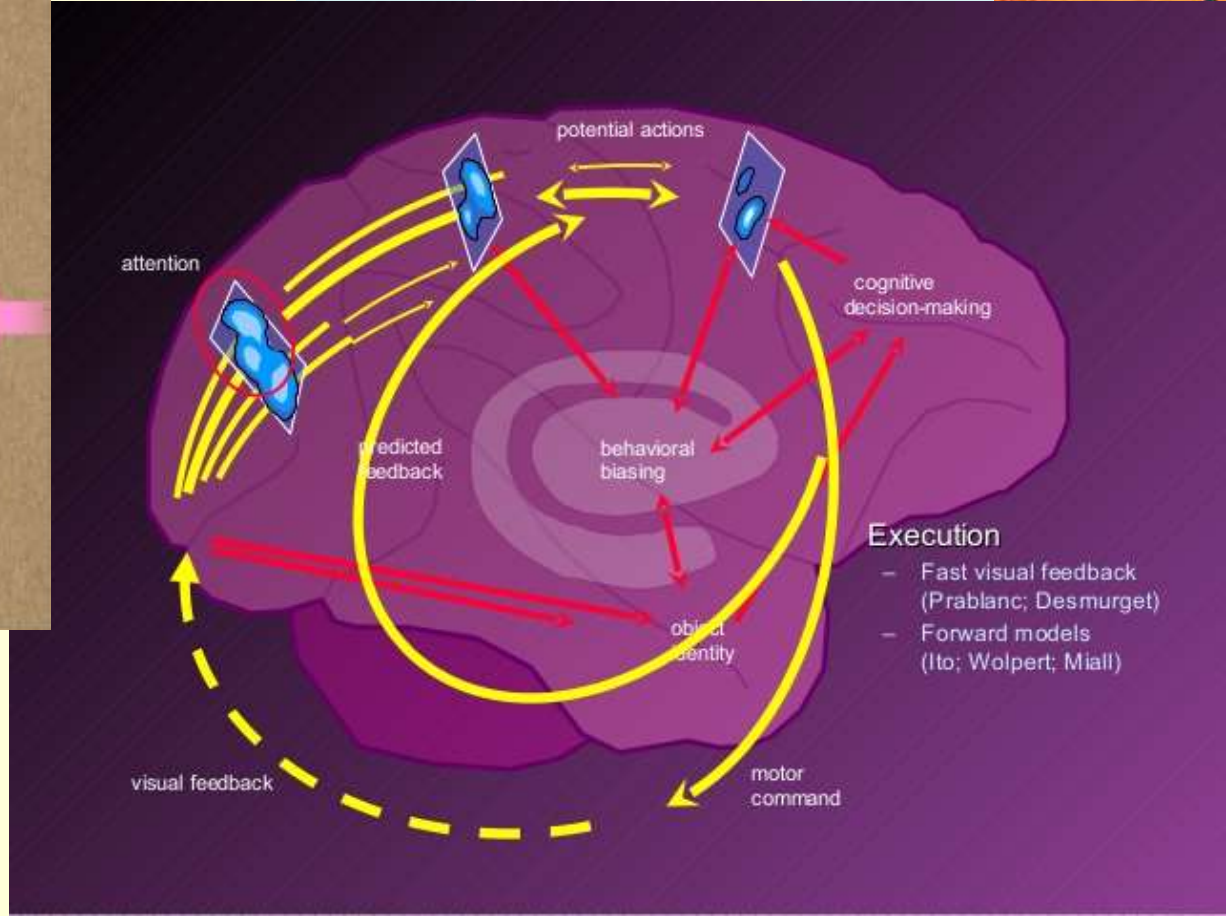 potential actions
attention
cognitive
decision-making
predicted
feedback
behavioral
biasing
Execution
– Fast visual feedback
(Prablanc; Desmurget)
– Forward models
(Ito; Wolpert; Miall)
object
identity
visual feedback
motor
command